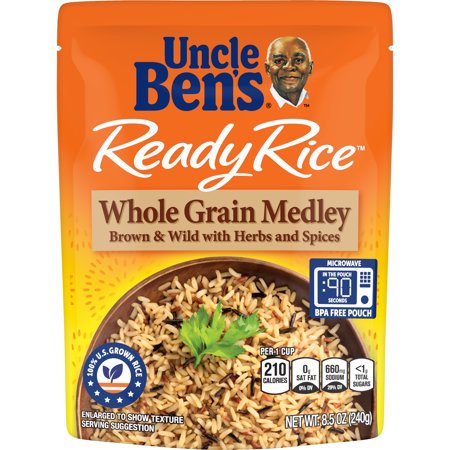 Uncle
Ben's®
™
ReadyRice™
Whole Grain Medley
Brown & Wild with Herbs and Spices
MICROWAVE
IN THE POUCH
:90
SECONDS
BPA FREE POUCH
100% U.S. GROWN RICE
PER 1 CUP
210
CALORIES
0g
SAT FAT
0% DV
660mg
SODIUM
29% DV
<1g
TOTAL
SUGARS
ENLARGED TO SHOW TEXTURE
SERVING SUGGESTION
NET WT. 8.5 OZ (240g)